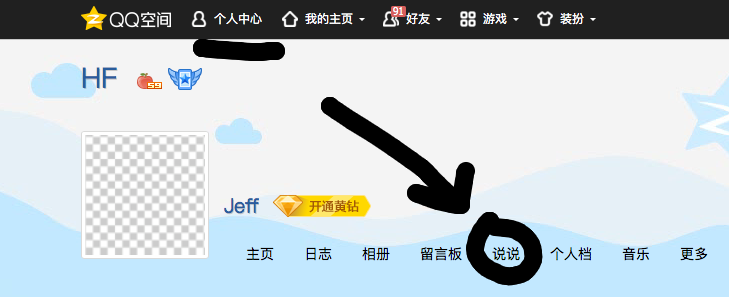 QQ空间 个人中心 我的主页 91 好友 游戏 装扮
HF 59
Jeff 开通黄钻
主页 日志 相册 留言板 说说 个人档 音乐 更多